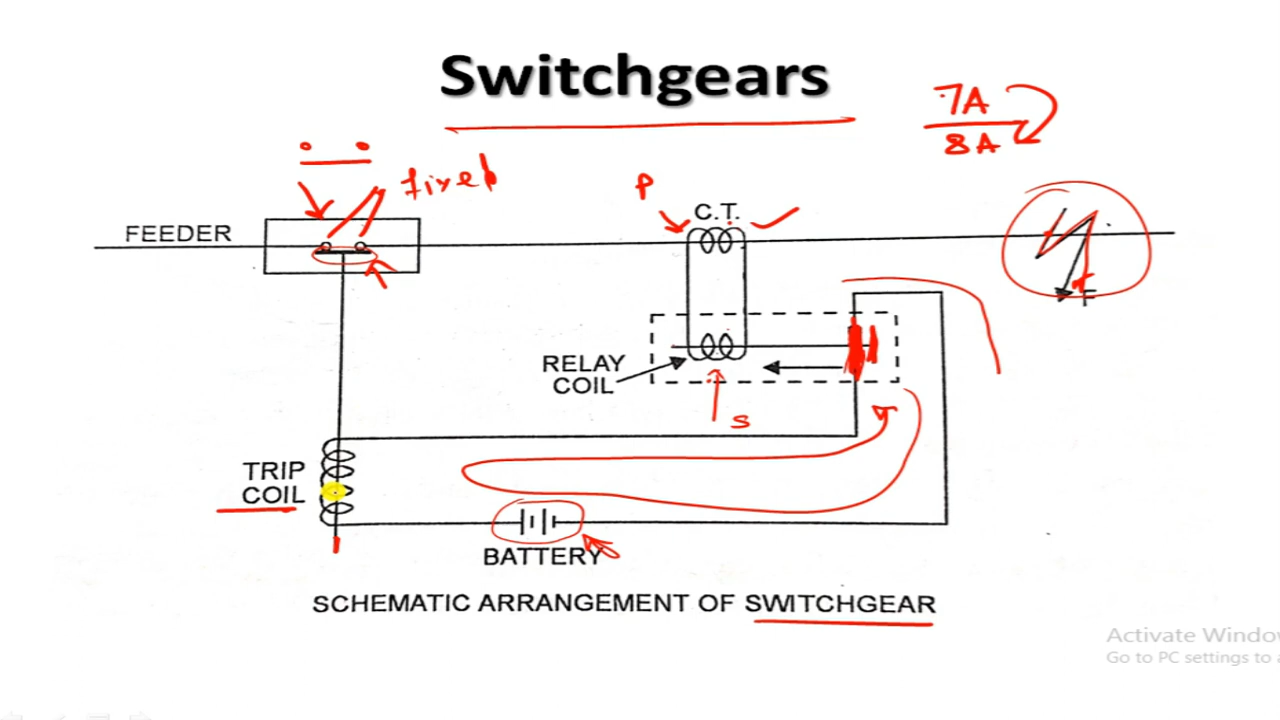 Switchgears
7A
8A
fixed
P
C.T.
FEEDER
F
RELAY
COIL
S
TRIP
COIL
BATTERY
SCHEMATIC ARRANGEMENT OF SWITCHGEAR
Activate Windo
Go to PC settings to a